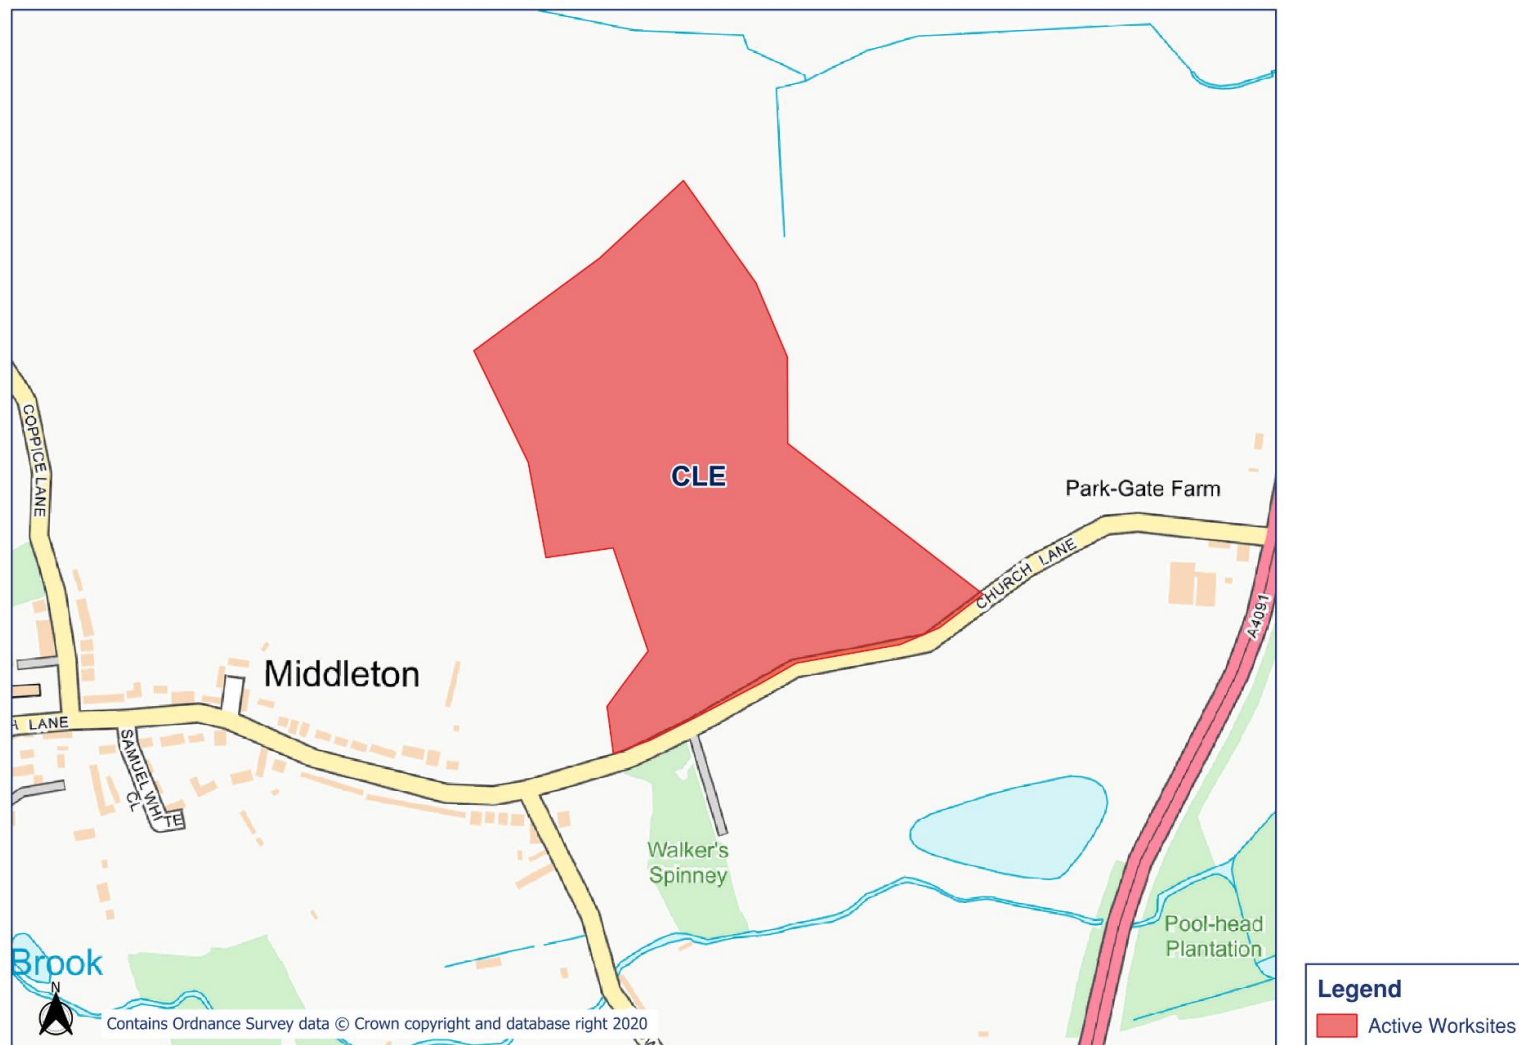 CLE
Park-Gate Farm
COPPICE LANE
CHURCH LANE
A4091
Middleton
H LANE
SAMUEL WHITE
CL
Walker's
Spinney
Pool-head
Plantation
Brook
N
Contains Ordnance Survey data © Crown copyright and database right 2020
Legend
Active Worksites